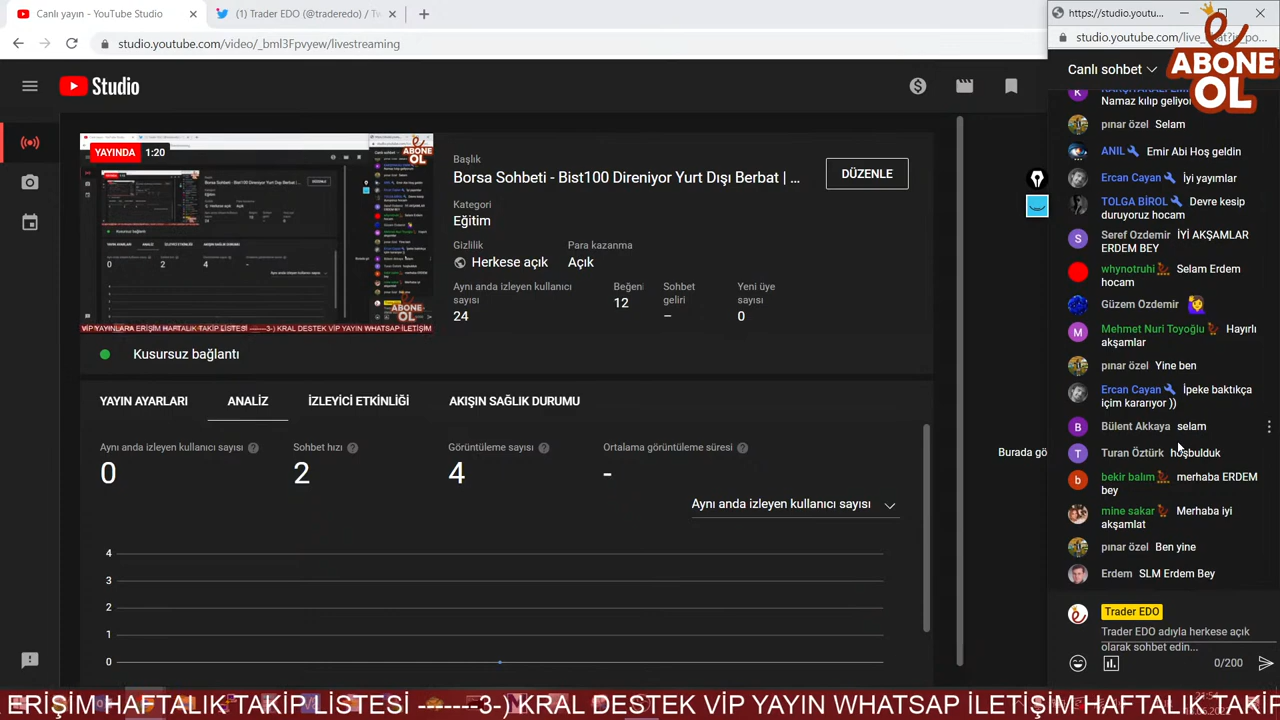 Canlı yayın - YouTube Studio
(1) Trader EDO (@traderedo) / Tw
https://studio.youtu...
studio.youtube.com/video/_bml3Fpvyew/livestreaming
Studio
YAYINDA 1:20
Başlık
Borsa Sohbeti - Bist100 Direniyor Yurt Dışı Berbat | ...
DÜZENLE
Kategori
Eğitim
Gizlilik
Para kazanma
Herkese açık
Açık
Aynı anda izleyen kullanıcı sayısı
24
Beğeni
12
Sohbet geliri
–
Yeni üye sayısı
0
Kusursuz bağlantı
YAYIN AYARLARI
ANALİZ
İZLEYİCİ ETKİNLİĞİ
AKIŞIN SAĞLIK DURUMU
Aynı anda izleyen kullanıcı sayısı
0
Sohbet hızı
2
Görüntüleme sayısı
4
Ortalama görüntüleme süresi
-
Aynı anda izleyen kullanıcı sayısı
4
3
2
1
0
Burada gö
e
ABONE
OL
Canlı sohbet
Namaz kılıp geliyor
pınar özel Selam
ANIL Emir Abi Hoş geldin
Ercan Cayan İyi yayımlar
BİROL Devre kesip
hocam
Seref Ozdemir İYİ AKŞAMLAR
ERDEM BEY
whynotruhi Selam Erdem
hocam
Güzem Özdemir
Mehmet Nuri Toyoğlu Hayırlı
akşamlar
pınar özel Yine ben
Ercan Cayan İpeke baktıkça
içim kararıyor ))
Bülent Akkaya selam
Turan Öztürk hoşbulduk
bekir balım merhaba ERDEM
bey
mine sakar Merhaba iyi
akşamlat
pınar özel Ben yine
Erdem SLM Erdem Bey
Trader EDO
Trader EDO adıyla herkese açık
olarak sohbet edin...
0/200
ERİŞİM HAFTALIK TAKİP LİSTESİ -------3-) KRAL DESTEK VİP YAYIN WHATSAP İLETİŞİM HAFTALIK TAKİP